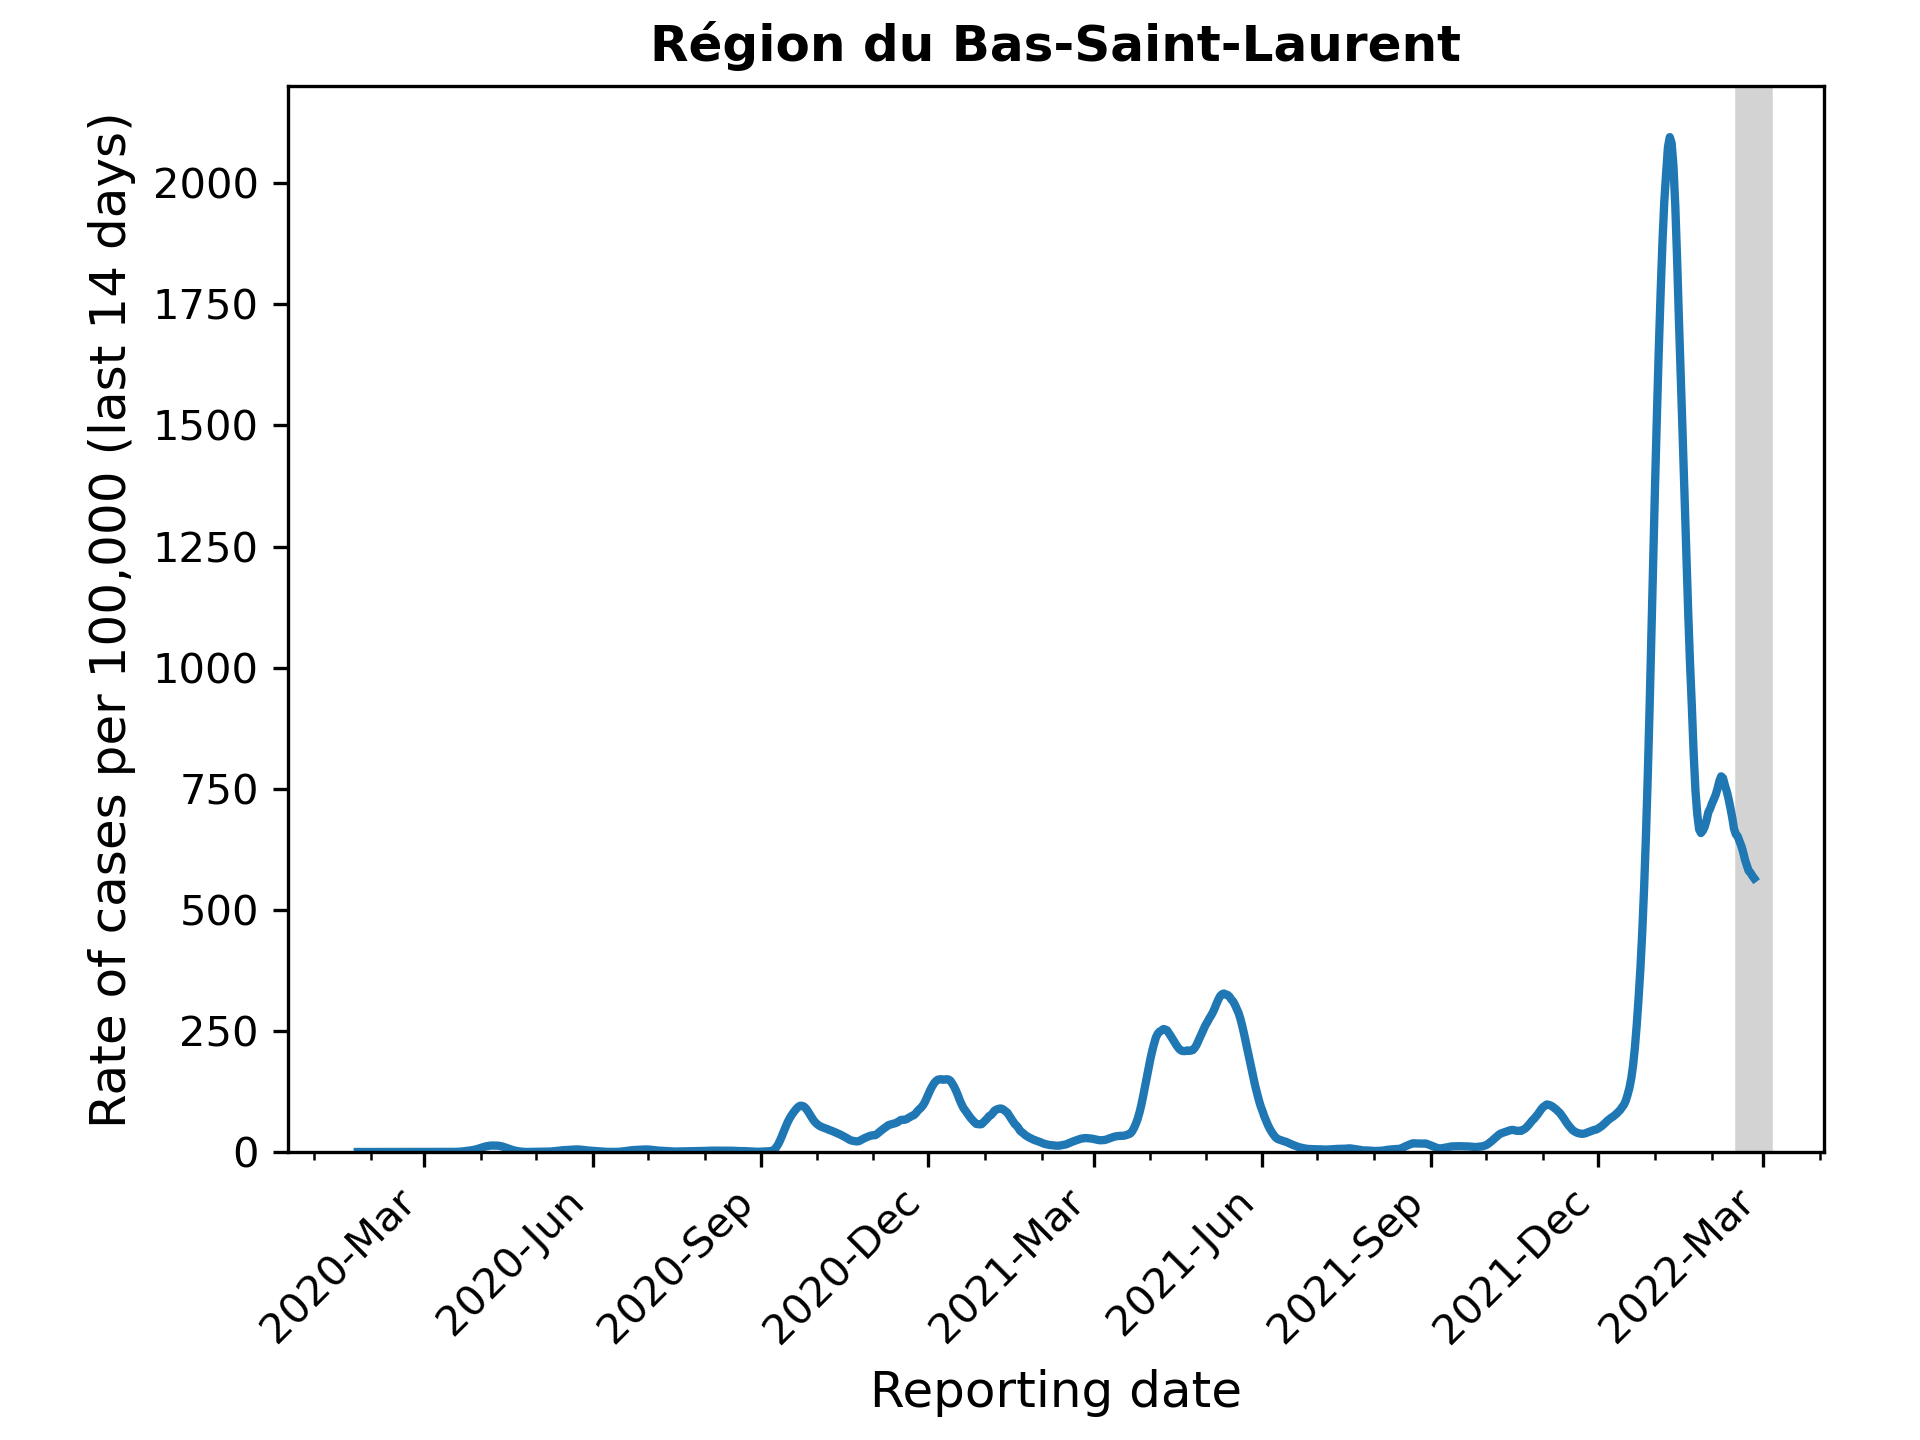 Région du Bas-Saint-Laurent
Rate of cases per 100,000 (last 14 days)
2000
1750
1500
1250
1000
750
500
250
0
2020-Mar
2020-Jun
2020-Sep
2020-Dec
2021-Mar
2021-Jun
2021-Sep
2021-Dec
2022-Mar
Reporting date